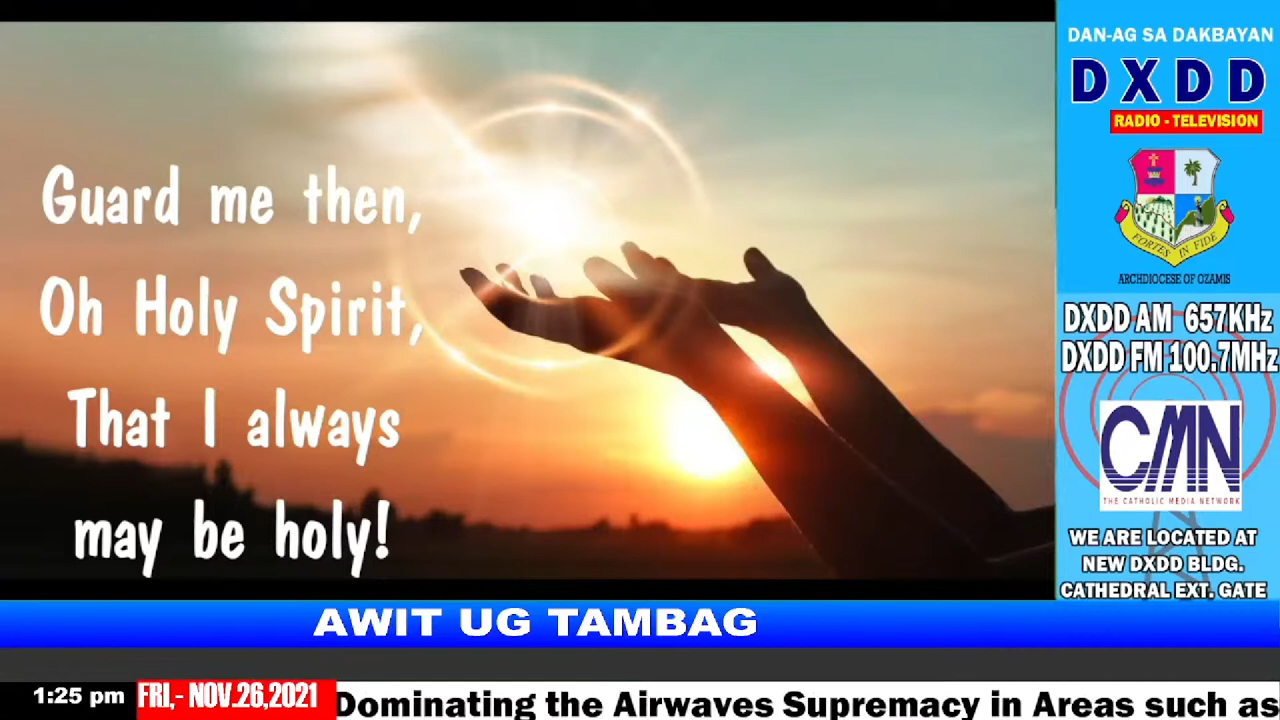 Guard me then,
Oh Holy Spirit,
That I always
may be holy!
DAN-AG SA DAKBAYAN
DXDD
RADIO - TELEVISION
FORTES IN FIDE
ARCHDIOCESE OF OZAMIS
DXDD AM 657KHz
DXDD FM 100.7MHz
CMN
THE CATHOLIC MEDIA NETWORK
WE ARE LOCATED AT
NEW DXDD BLDG.
CATHEDRAL EXT. GATE
AWIT UG TAMBAG
1:25 pm FRI,- NOV.26,2021 Dominating the Airwaves Supremacy in Areas such as